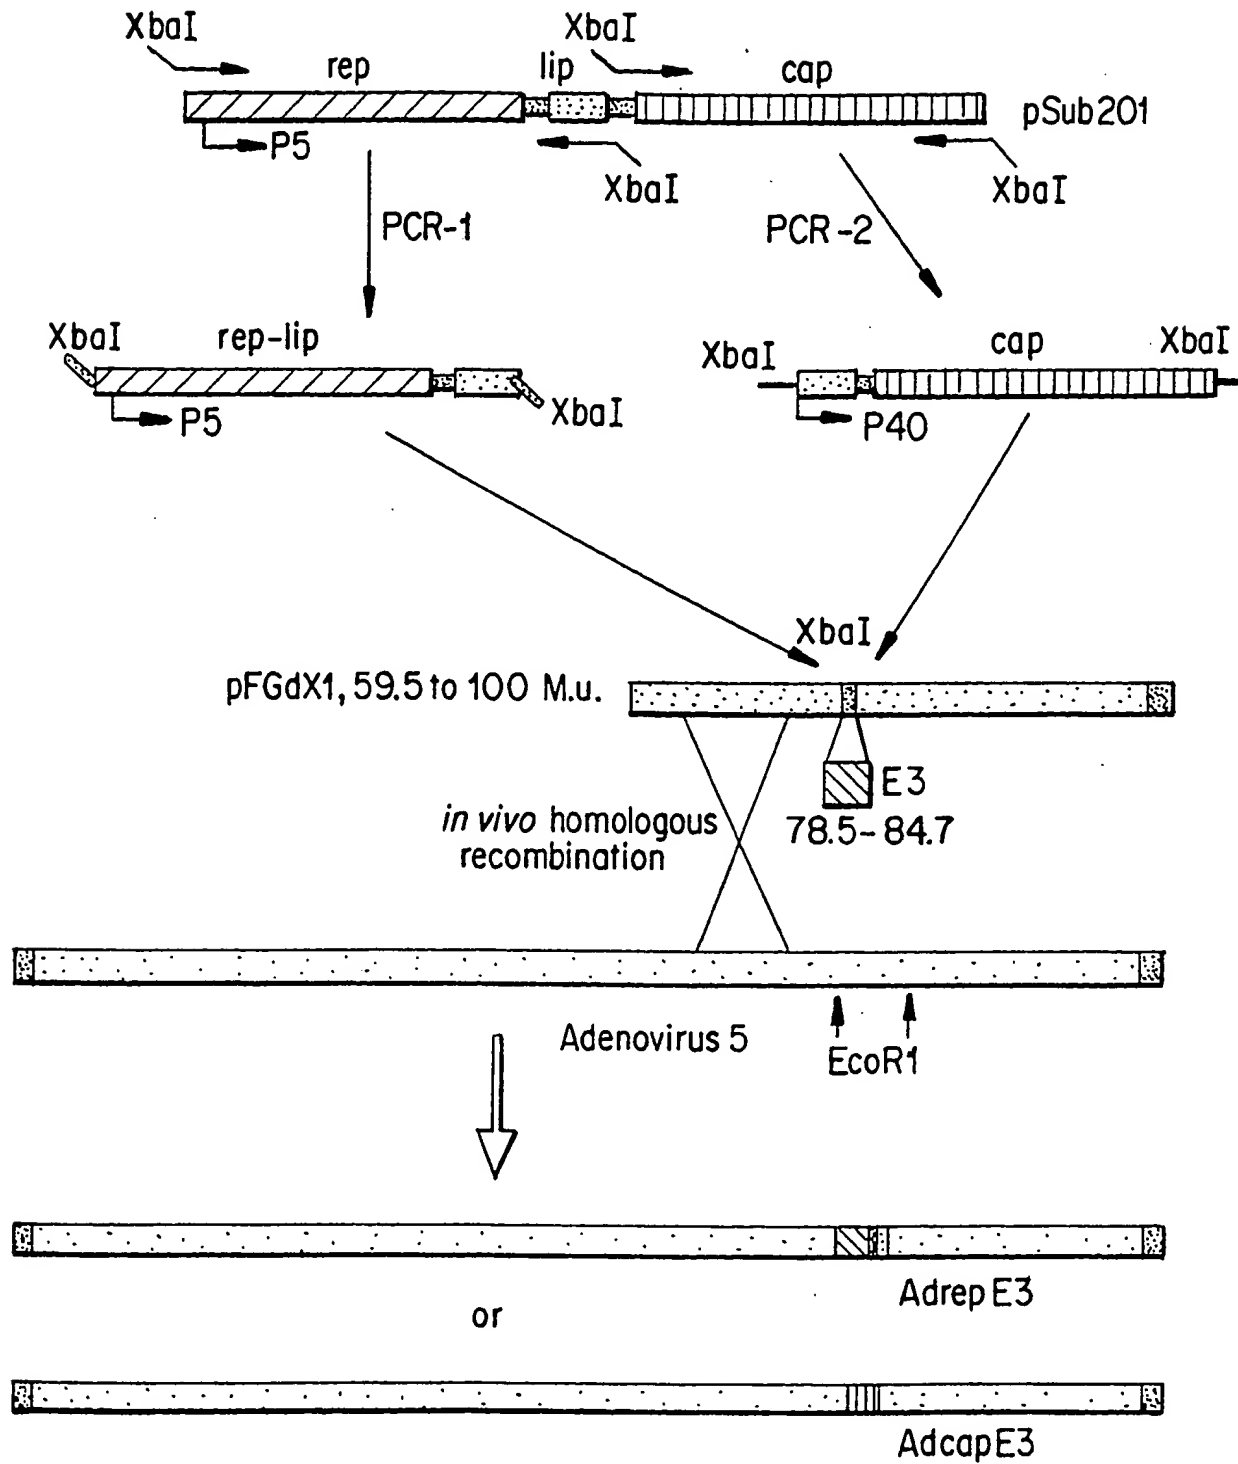 XbaI
XbaI
rep
lip
cap
pSub201
P5
XbaI
XbaI
PCR-1
PCR-2
XbaI
rep-lip
XbaI
cap
XbaI
P5
XbaI
P40
XbaI
pFGdX1, 59.5 to 100 M.u.
E3
78.5-84.7
in vivo homologous
recombination
Adenovirus 5
EcoR1
Adrep E3
or
AdcapE3